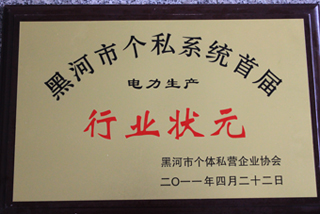 黑河市个私系统首届
电力生产
行业状元
黑河市个体私营企业协会
二〇一一年四月二十二日